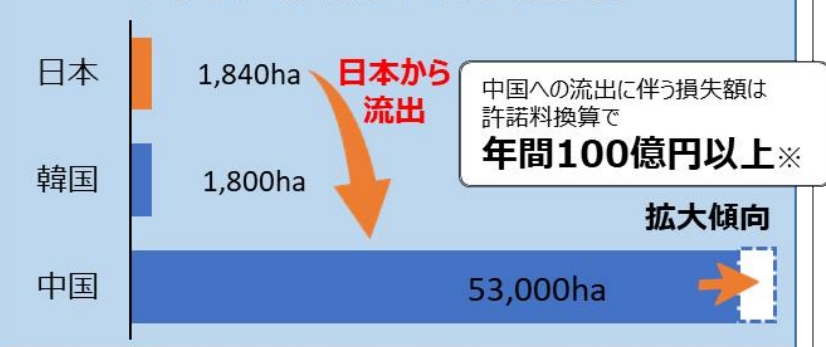 日本
1,840ha
日本から
流出
中国への流出に伴う損失額は
許諾料換算で
年間100億円以上※
韓国
1,800ha
拡大傾向
中国
53,000ha